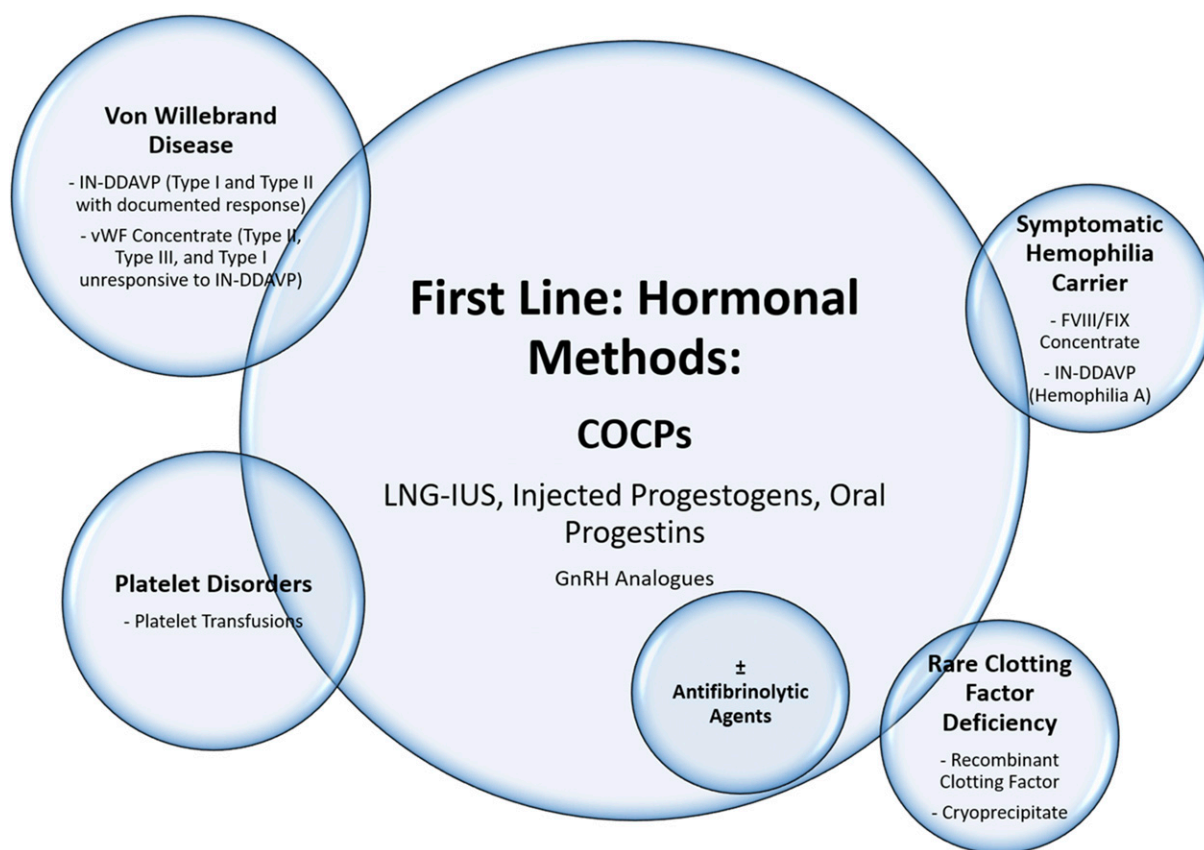 Von Willebrand
Disease
- IN-DDAVP (Type I and Type II
with documented response)
- vWF Concentrate (Type II,
Type III, and Type I
unresponsive to IN-DDAVP)
First Line: Hormonal
Methods:
COCPs
LNG-IUS, Injected Progestogens, Oral
Progestins
GnRH Analogues
Symptomatic
Hemophilia
Carrier
- FVIII/FIX
Concentrate
- IN-DDAVP
(Hemophilia A)
Platelet Disorders
- Platelet Transfusions
±
Antifibrinolytic
Agents
Rare Clotting
Factor
Deficiency
- Recombinant
Clotting Factor
- Cryoprecipitate